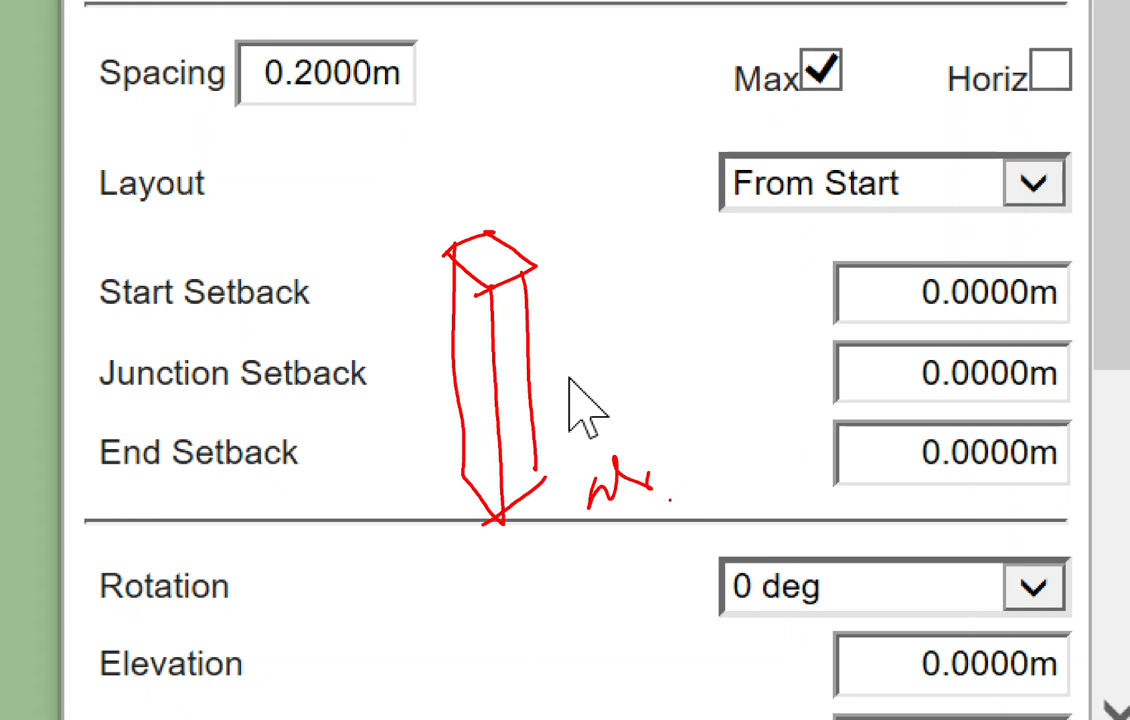 Spacing 0.2000m Max Horiz
Layout From Start
Start Setback 0.0000m
Junction Setback 0.0000m
End Setback 0.0000m
Rotation 0 deg
Elevation 0.0000m